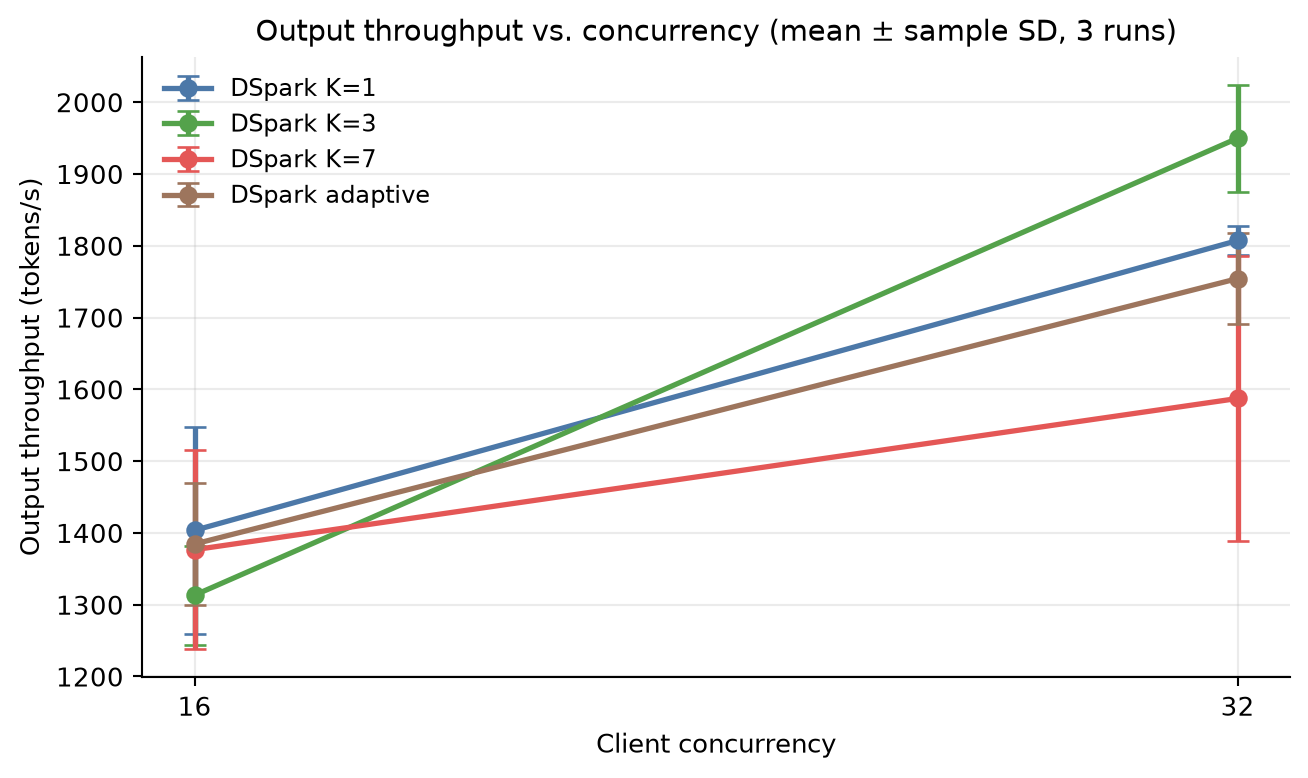 Output throughput vs. concurrency (mean ± sample SD, 3 runs)
DSpark K=1
DSpark K=3
DSpark K=7
DSpark adaptive
Output throughput (tokens/s)
2000
1900
1800
1700
1600
1500
1400
1300
1200
16
32
Client concurrency